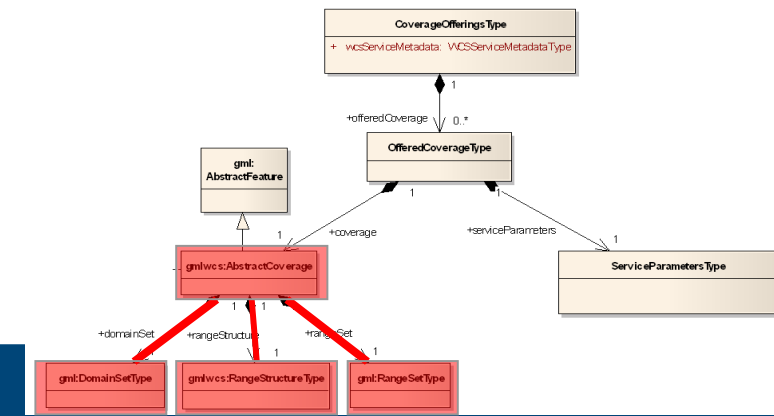 CoverageOfferingsType
+ wcsServiceMetadata: WCSServiceMetadataType
1
+offeredCoverage 0..*
OfferedCoverageType
gml:
AbstractFeature
1 1
1 +coverage +serviceParameters 1
gmlwcs:AbstractCoverage
ServiceParametersType
1 1
+domainSet +rangeStructure +rangeSet
1 1
gml:DomainSetType gmlwcs:RangeStructureType gml:RangeSetType